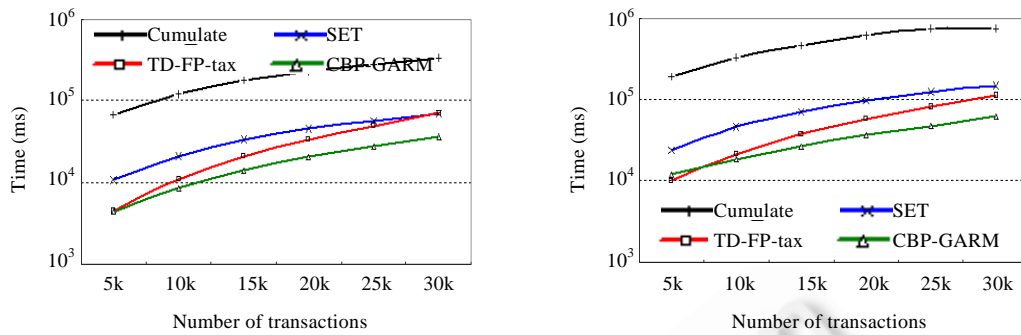 10^6
Cumulate
SET
TD-FP-tax
CBP-GARM
10^5
10^4
10^3
Time (ms)
5k 10k 15k 20k 25k 30k
Number of transactions
10^6
10^5
10^4
Cumulate
SET
TD-FP-tax
CBP-GARM
10^3
Time (ms)
5k 10k 15k 20k 25k 30k
Number of transactions